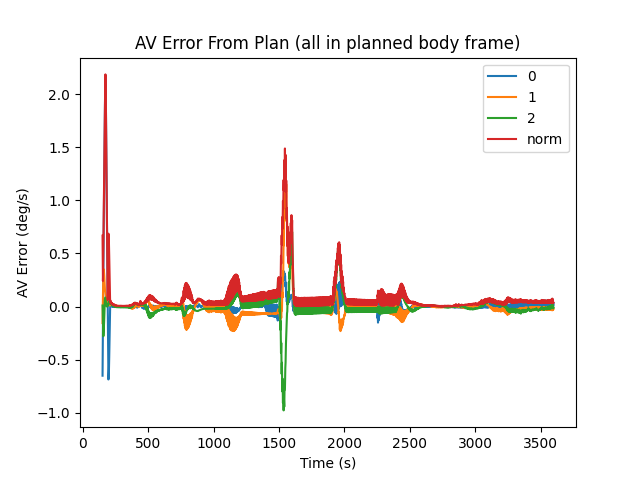 AV Error From Plan (all in planned body frame)
0
1
2
norm
AV Error (deg/s)
2.0
1.5
1.0
0.5
0.0
−0.5
−1.0
0 500 1000 1500 2000 2500 3000 3500
Time (s)